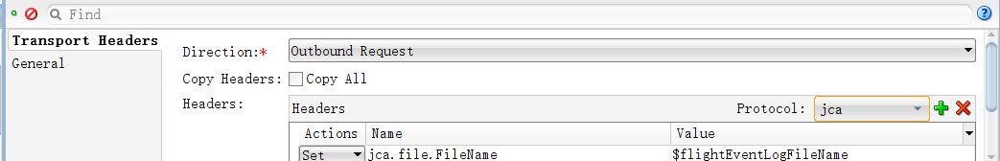 Find
Transport Headers
General
Direction:*
Outbound Request
Copy Headers:
Copy All
Headers:
Headers
Protocol:
jca
Actions
Name
Value
Set
jca.file.FileName
$flightEventLogFileName